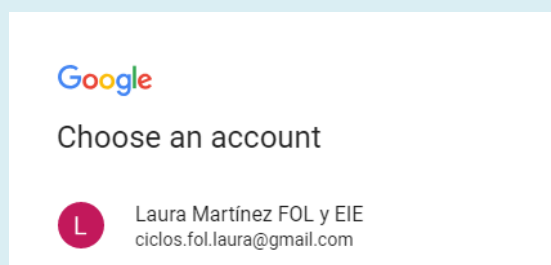 Google
Choose an account
L
Laura Martínez FOL y EIE
ciclos.fol.laura@gmail.com